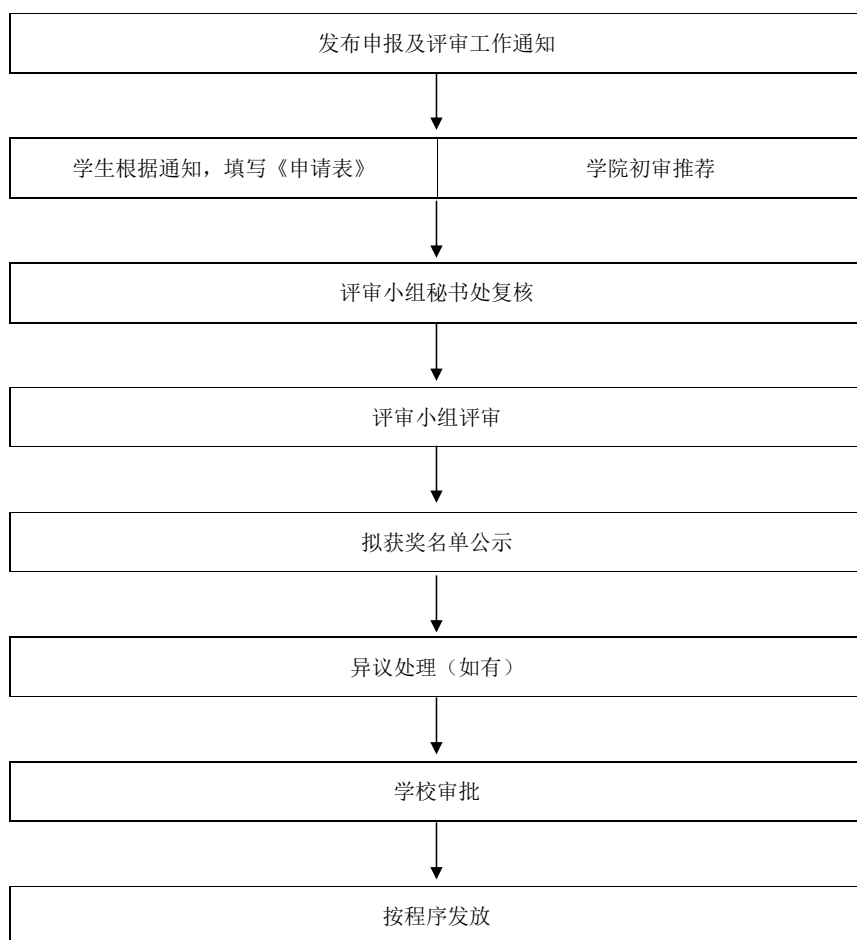 发布申报及评审工作通知
学生根据通知，填写《申请表》
学院初审推荐
评审小组秘书处复核
评审小组评审
拟获奖名单公示
异议处理（如有）
学校审批
按程序发放